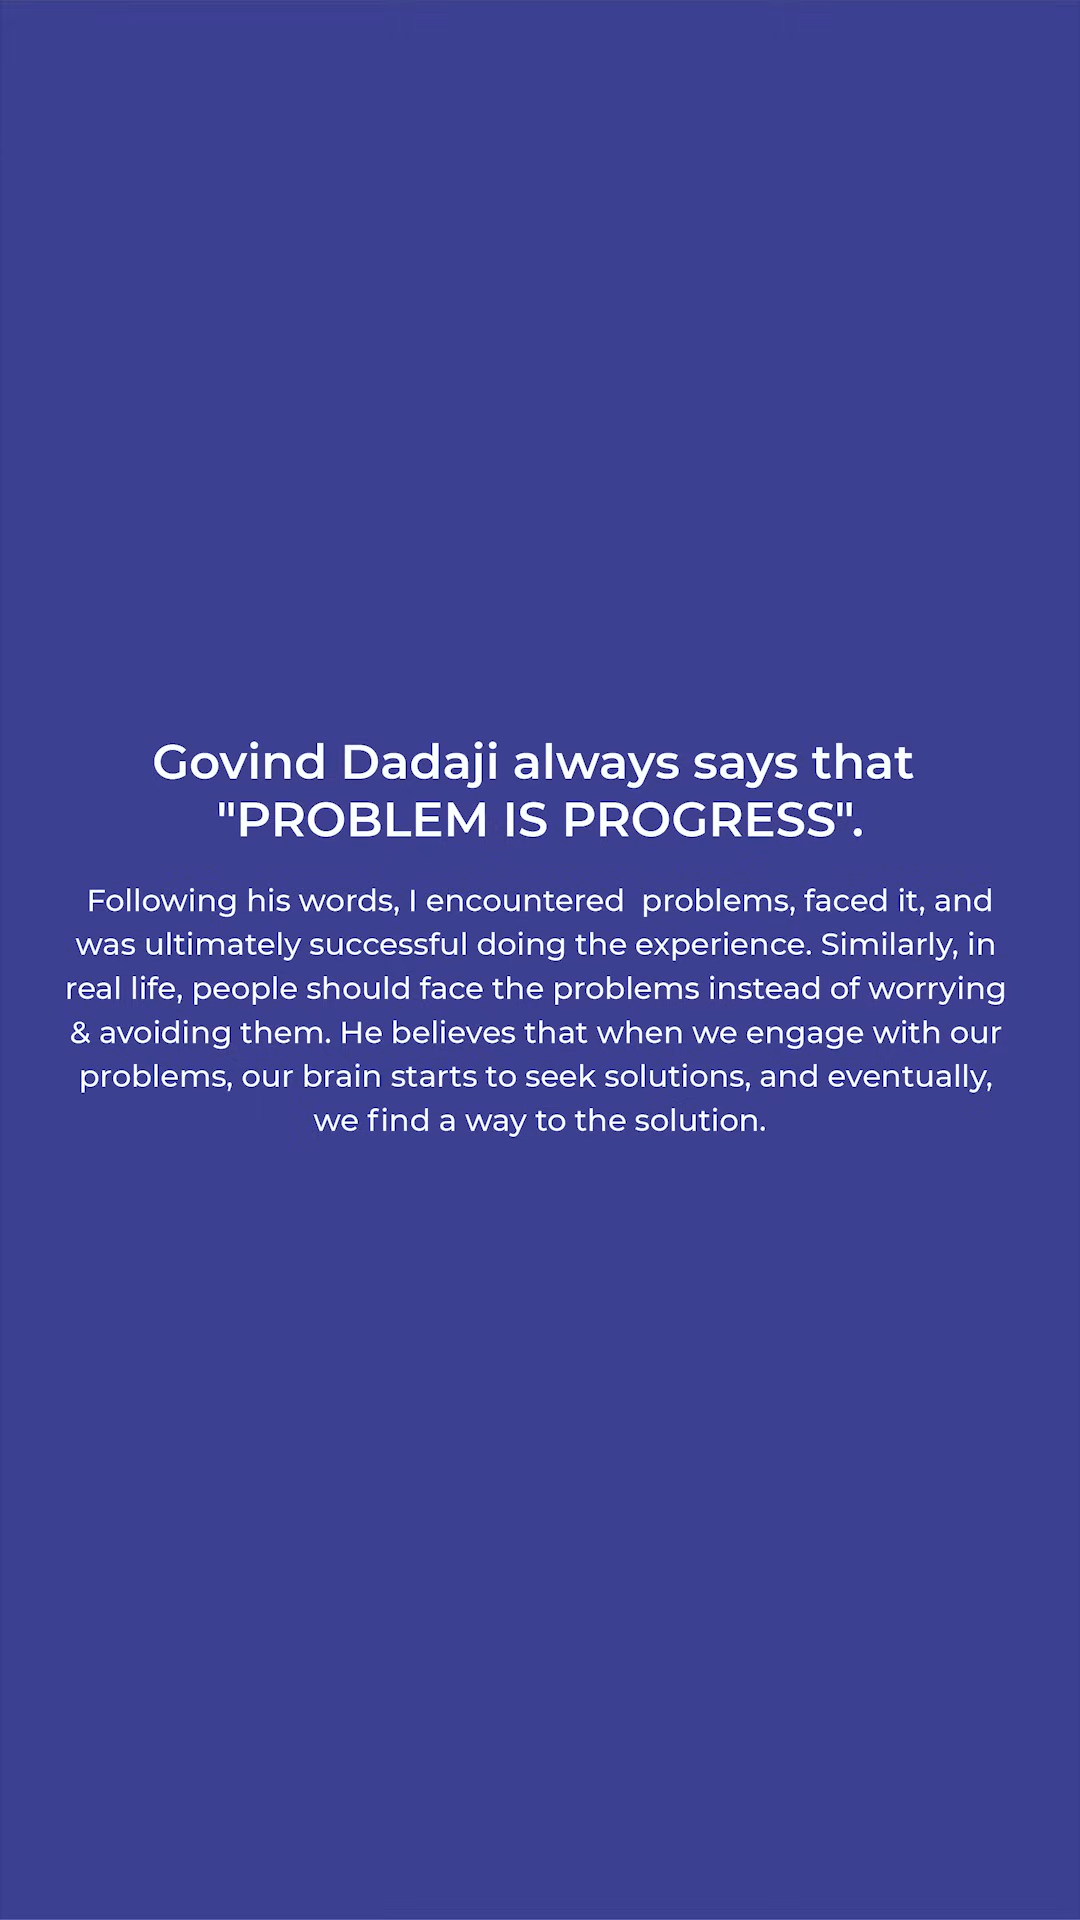 Govind Dadaji always says that
"PROBLEM IS PROGRESS".
Following his words, I encountered  problems, faced it, and
was ultimately successful doing the experience. Similarly, in
real life, people should face the problems instead of worrying
& avoiding them. He believes that when we engage with our
problems, our brain starts to seek solutions, and eventually,
we find a way to the solution.